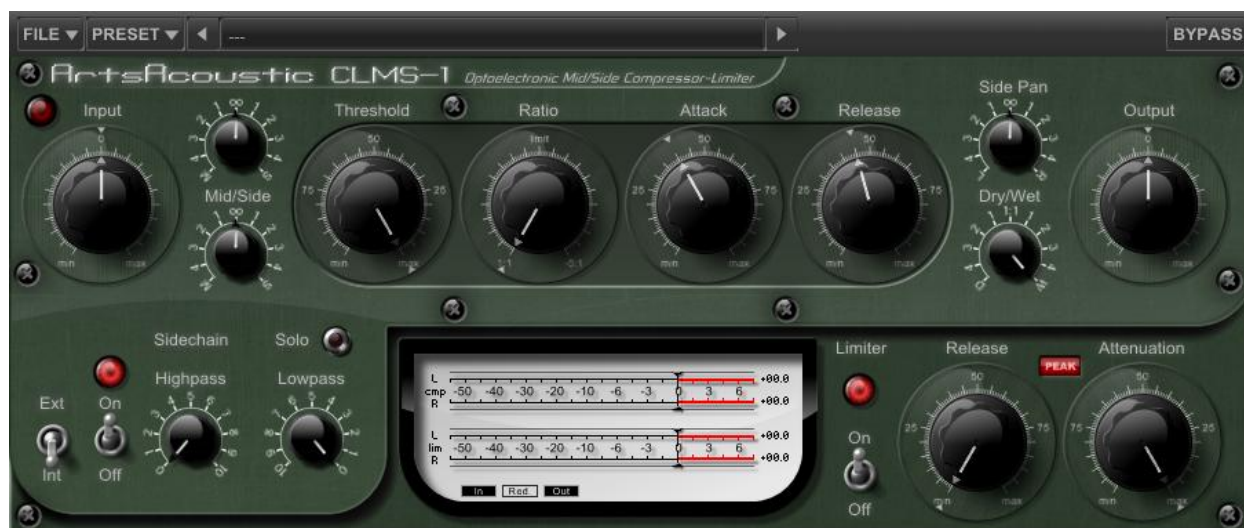 FILE PRESET --- BYPASS
ArtsAcoustic CLMS-1 Optoelectronic Mid/Side Compressor-Limiter
Input Threshold Ratio Attack Release Side Pan Output
0 50 limit 50 50 0
75 25 25 75 25 75
Mid/Side Dry/Wet
1:1
min max min max 1:1 -0.1 min max min max min max
Sidechain Solo
Highpass Lowpass
Ext On
Int Off
L +00.0
cmp -50 -40 -30 -20 -10 -6 -3 0 3 6
R +00.0
L +00.0
lim -50 -40 -30 -20 -10 -6 -3 0 3 6
R +00.0
In Red Out
Limiter Release PEAK Attenuation
On
Off
50 50
25 75 75 25
min max min max